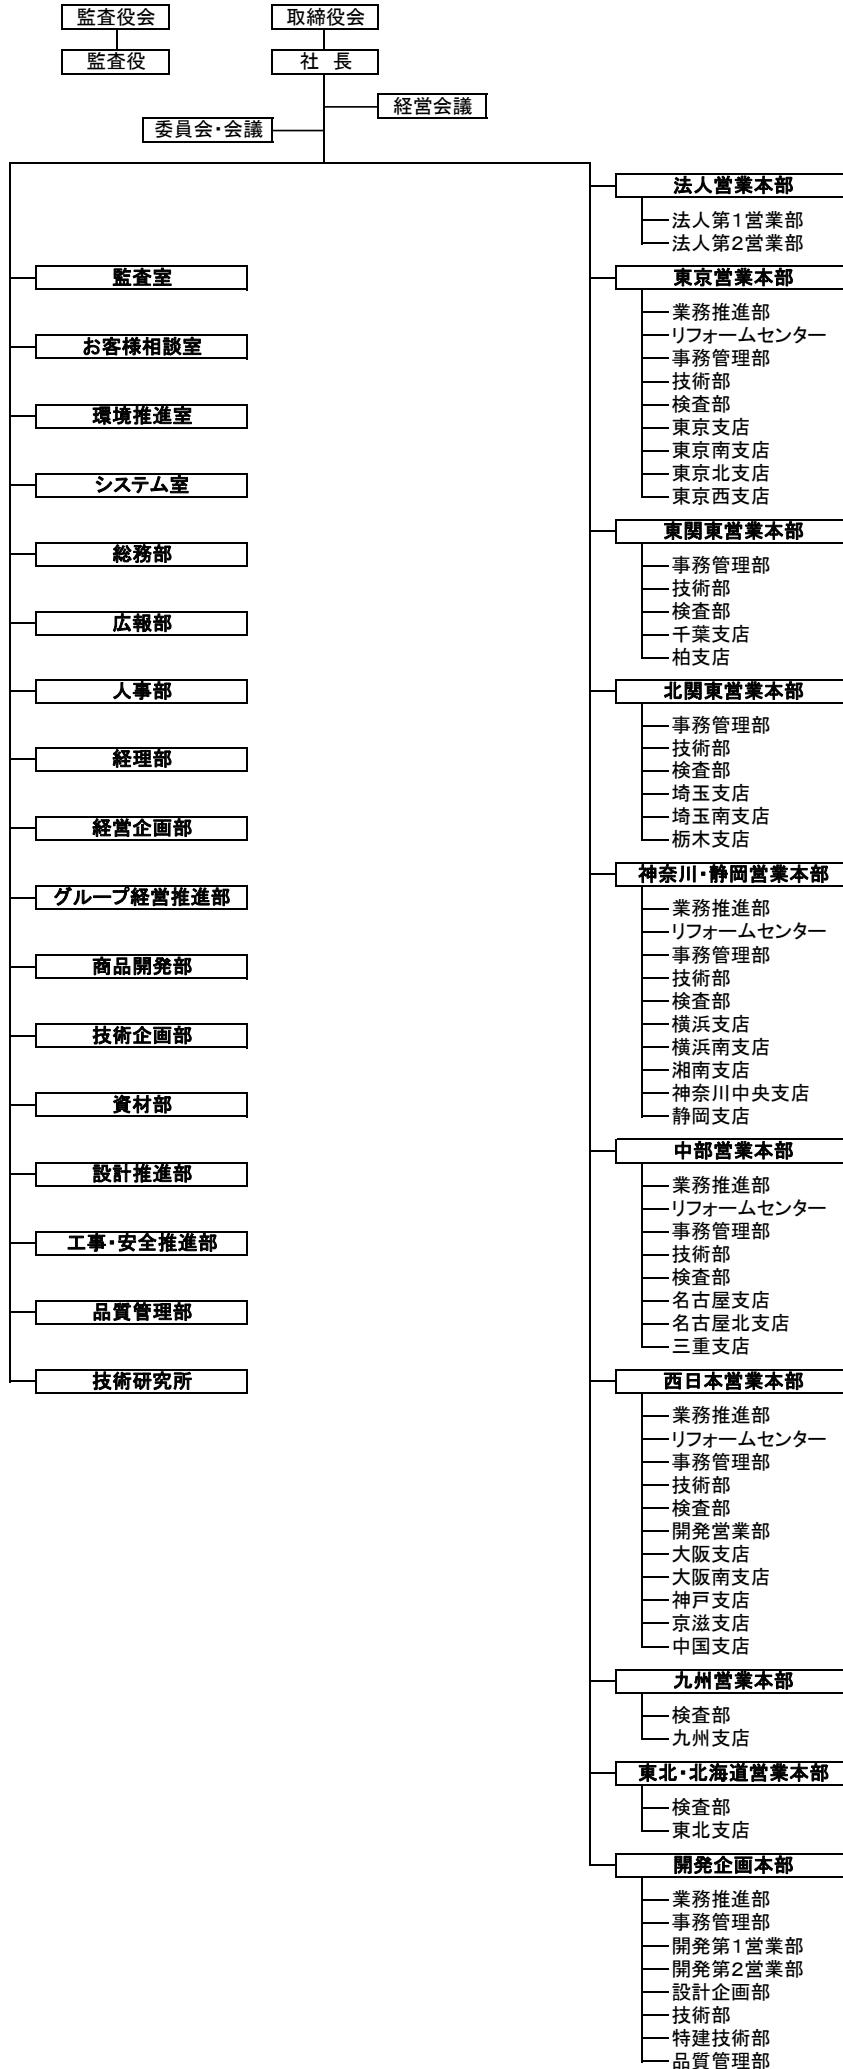 監査役会
取締役会
監査役
社 長
経営会議
委員会・会議
監査室
お客様相談室
環境推進室
システム室
総務部
広報部
人事部
経理部
経営企画部
グループ経営推進部
商品開発部
技術企画部
資材部
設計推進部
工事・安全推進部
品質管理部
技術研究所
法人営業本部
法人第1営業部
法人第2営業部
東京営業本部
業務推進部
リフォームセンター
事務管理部
技術部
検査部
東京支店
東京南支店
東京北支店
東京西支店
東関東営業本部
事務管理部
技術部
検査部
千葉支店
柏支店
北関東営業本部
事務管理部
技術部
検査部
埼玉支店
埼玉南支店
栃木支店
神奈川・静岡営業本部
業務推進部
リフォームセンター
事務管理部
技術部
検査部
横浜支店
横浜南支店
湘南支店
神奈川中央支店
静岡支店
中部営業本部
業務推進部
リフォームセンター
事務管理部
技術部
検査部
名古屋支店
名古屋北支店
三重支店
西日本営業本部
業務推進部
リフォームセンター
事務管理部
技術部
検査部
開発営業部
大阪支店
大阪南支店
神戸支店
京滋支店
中国支店
九州営業本部
検査部
九州支店
東北・北海道営業本部
検査部
東北支店
開発企画本部
業務推進部
事務管理部
開発第1営業部
開発第2営業部
設計企画部
技術部
特建技術部
品質管理部